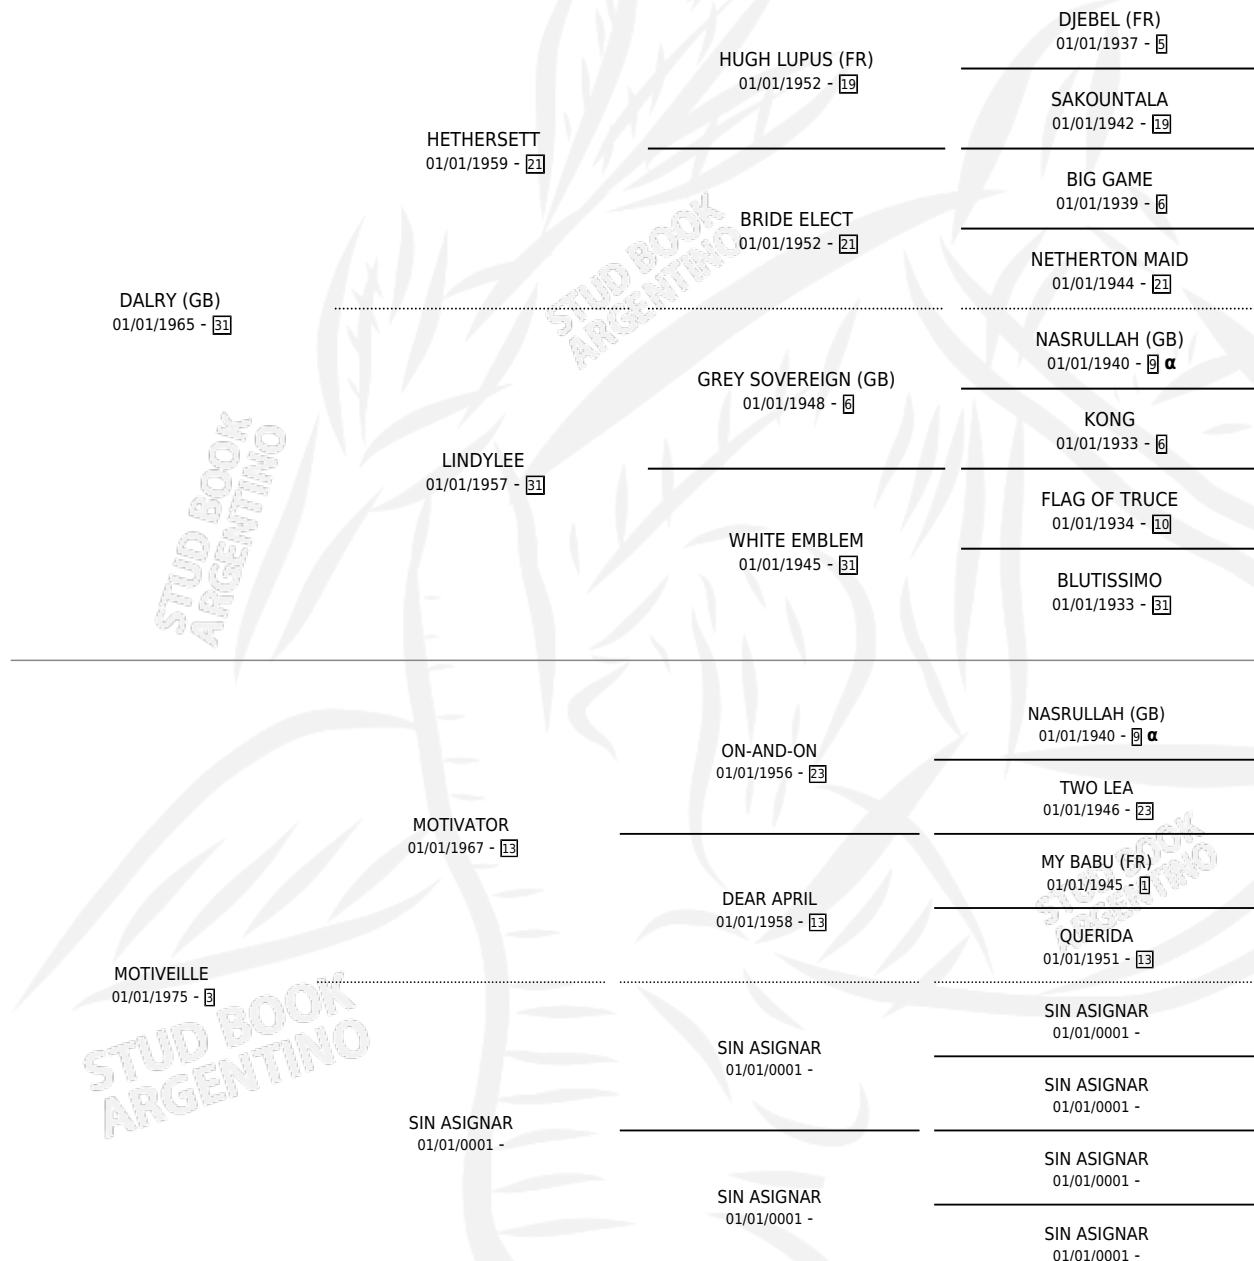 DJEBEL (FR)
01/01/1937 - 5
HUGH LUPUS (FR)
01/01/1952 - 19
SAKOUNTALA
01/01/1942 - 19
HETHERSETT
01/01/1959 - 21
BIG GAME
01/01/1939 - 6
BRIDE ELECT
01/01/1952 - 21
NETHERTON MAID
01/01/1944 - 21
DALRY (GB)
01/01/1965 - 31
NASRULLAH (GB)
01/01/1940 - 9 α
GREY SOVEREIGN (GB)
01/01/1948 - 6
KONG
01/01/1933 - 6
LINDYLEE
01/01/1957 - 31
FLAG OF TRUCE
01/01/1934 - 10
WHITE EMBLEM
01/01/1945 - 31
BLUTISSIMO
01/01/1933 - 31
NASRULLAH (GB)
01/01/1940 - 9 α
ON-AND-ON
01/01/1956 - 23
TWO LEA
01/01/1946 - 23
MOTIVATOR
01/01/1967 - 13
MY BABU (FR)
01/01/1945 - 1
DEAR APRIL
01/01/1958 - 13
QUERIDA
01/01/1951 - 13
MOTIVEILLE
01/01/1975 - 3
SIN ASIGNAR
01/01/0001 -
SIN ASIGNAR
01/01/0001 -
SIN ASIGNAR
01/01/0001 -
SIN ASIGNAR
01/01/0001 -
SIN ASIGNAR
01/01/0001 -
SIN ASIGNAR
01/01/0001 -
SIN ASIGNAR
01/01/0001 -
STUD BOOK
ARGENTINO
STUD BOOK
ARGENTINO
STUD BOOK
ARGENTINO
STUD BOOK
ARGENTINO